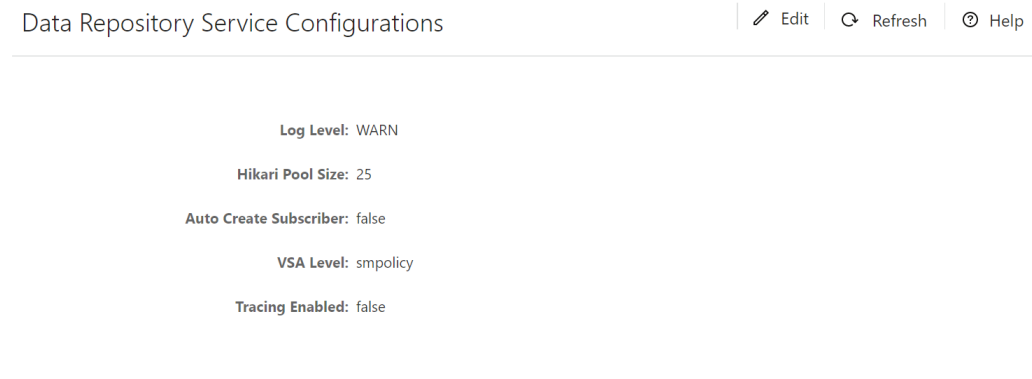 Data Repository Service Configurations
Edit
Refresh
Help
Log Level: WARN
Hikari Pool Size: 25
Auto Create Subscriber: false
VSA Level: smpolicy
Tracing Enabled: false